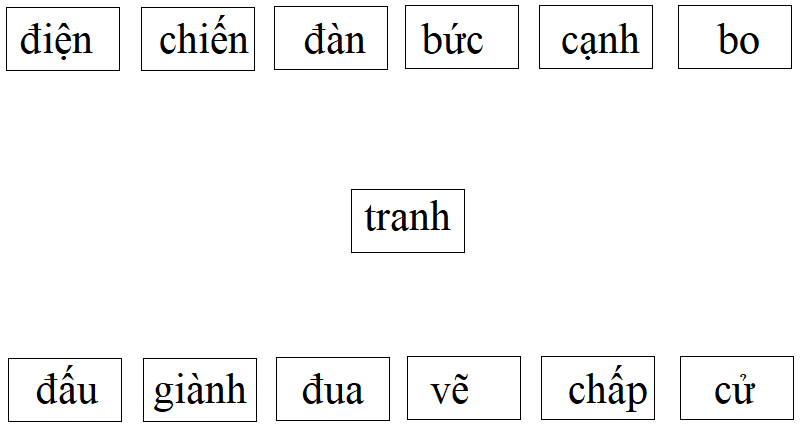 điện chiến đàn bức cạnh bo
tranh
đấu giành đua vẽ chấp cử